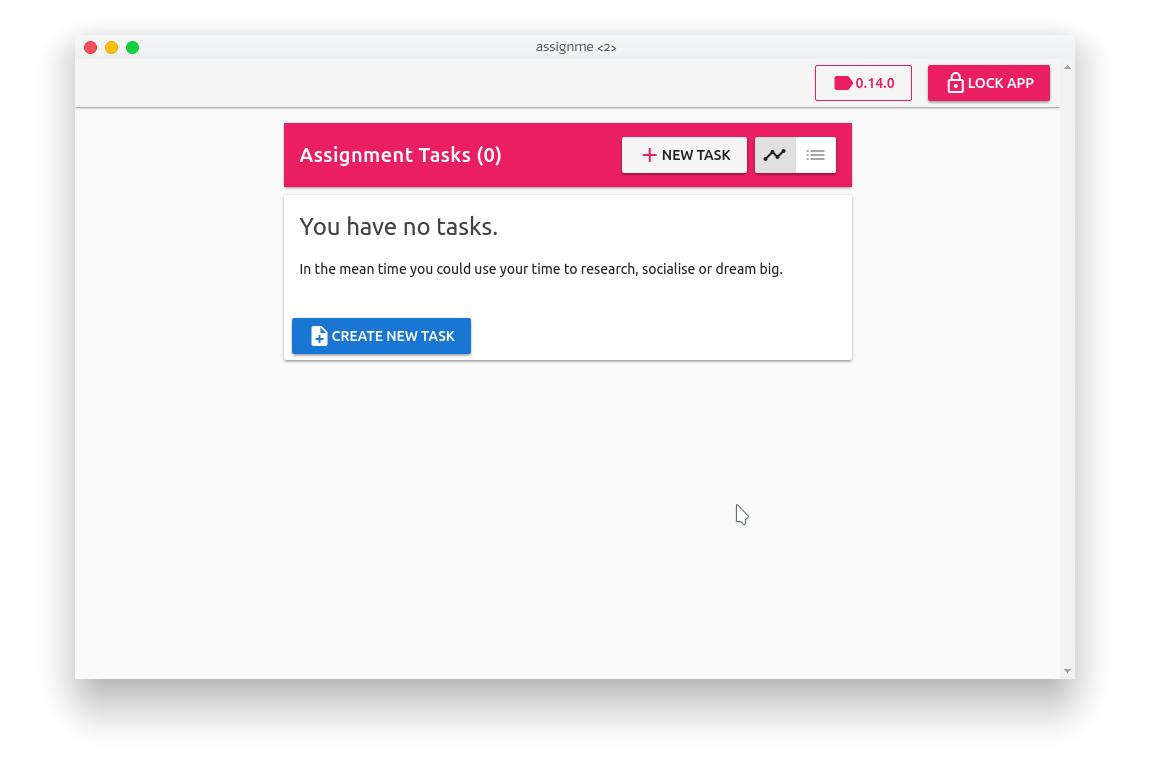 assignme <2>
0.14.0
LOCK APP
Assignment Tasks (0)
NEW TASK
You have no tasks.
In the mean time you could use your time to research, socialise or dream big.
CREATE NEW TASK